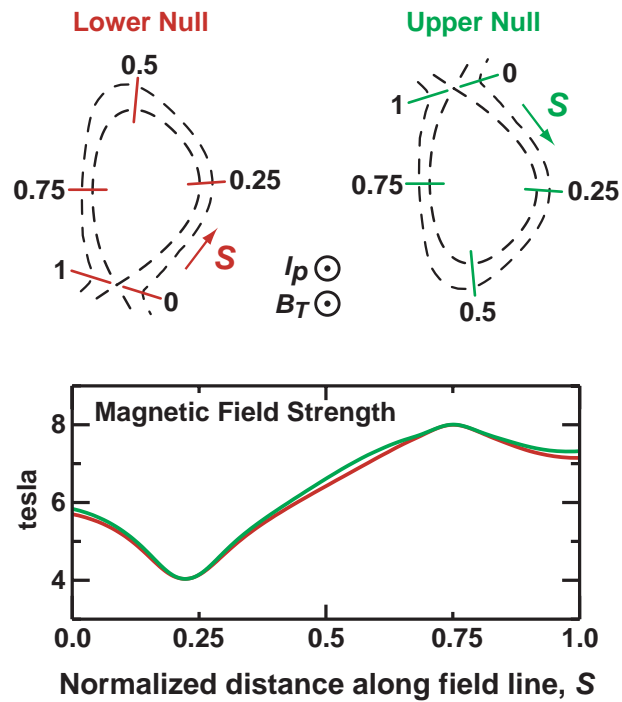 Lower Null
Upper Null
0.5
0
1
S
0.75
0.25
0.75
0.25
1
S
0
I_p ⊙
B_T ⊙
0.5
Magnetic Field Strength
8
6
4
tesla
0.0
0.25
0.5
0.75
1.0
Normalized distance along field line, S